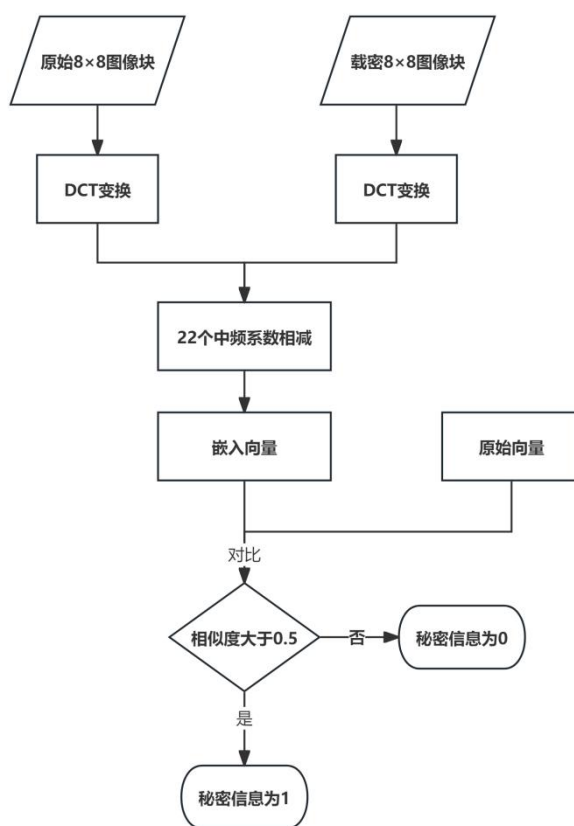 原始8×8图像块
载密8×8图像块
DCT变换
DCT变换
22个中频系数相减
嵌入向量
原始向量
对比
相似度大于0.5
否
秘密信息为0
是
秘密信息为1